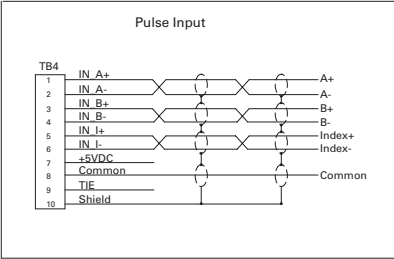 Pulse Input
TB4
1 IN_A+ A+
2 IN_A- A-
3 IN_B+ B+
4 IN_B- B-
5 IN_I+ Index+
6 IN_I- Index-
7 +5VDC
8 Common Common
9 TIE
10 Shield